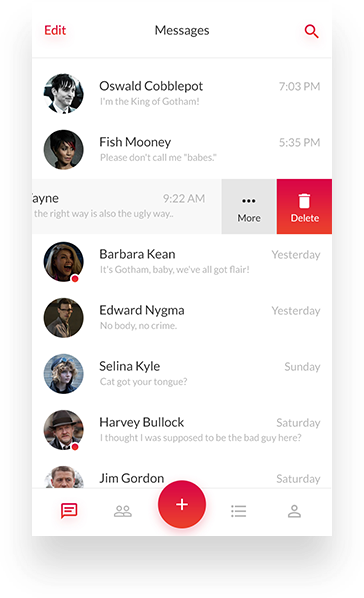 Edit Messages
Oswald Cobblepot 7:03 PM
I'm the King of Gotham!
Fish Mooney 5:35 PM
Please don't call me "babes."
ayne 9:22 AM
the right way is also the ugly way..
More Delete
Barbara Kean Yesterday
It's Gotham, baby, we've all got flair!
Edward Nygma Yesterday
No body, no crime.
Selina Kyle Sunday
Cat got your tongue?
Harvey Bullock Saturday
I thought I was supposed to be the bad guy here?
Jim Gordon Saturday